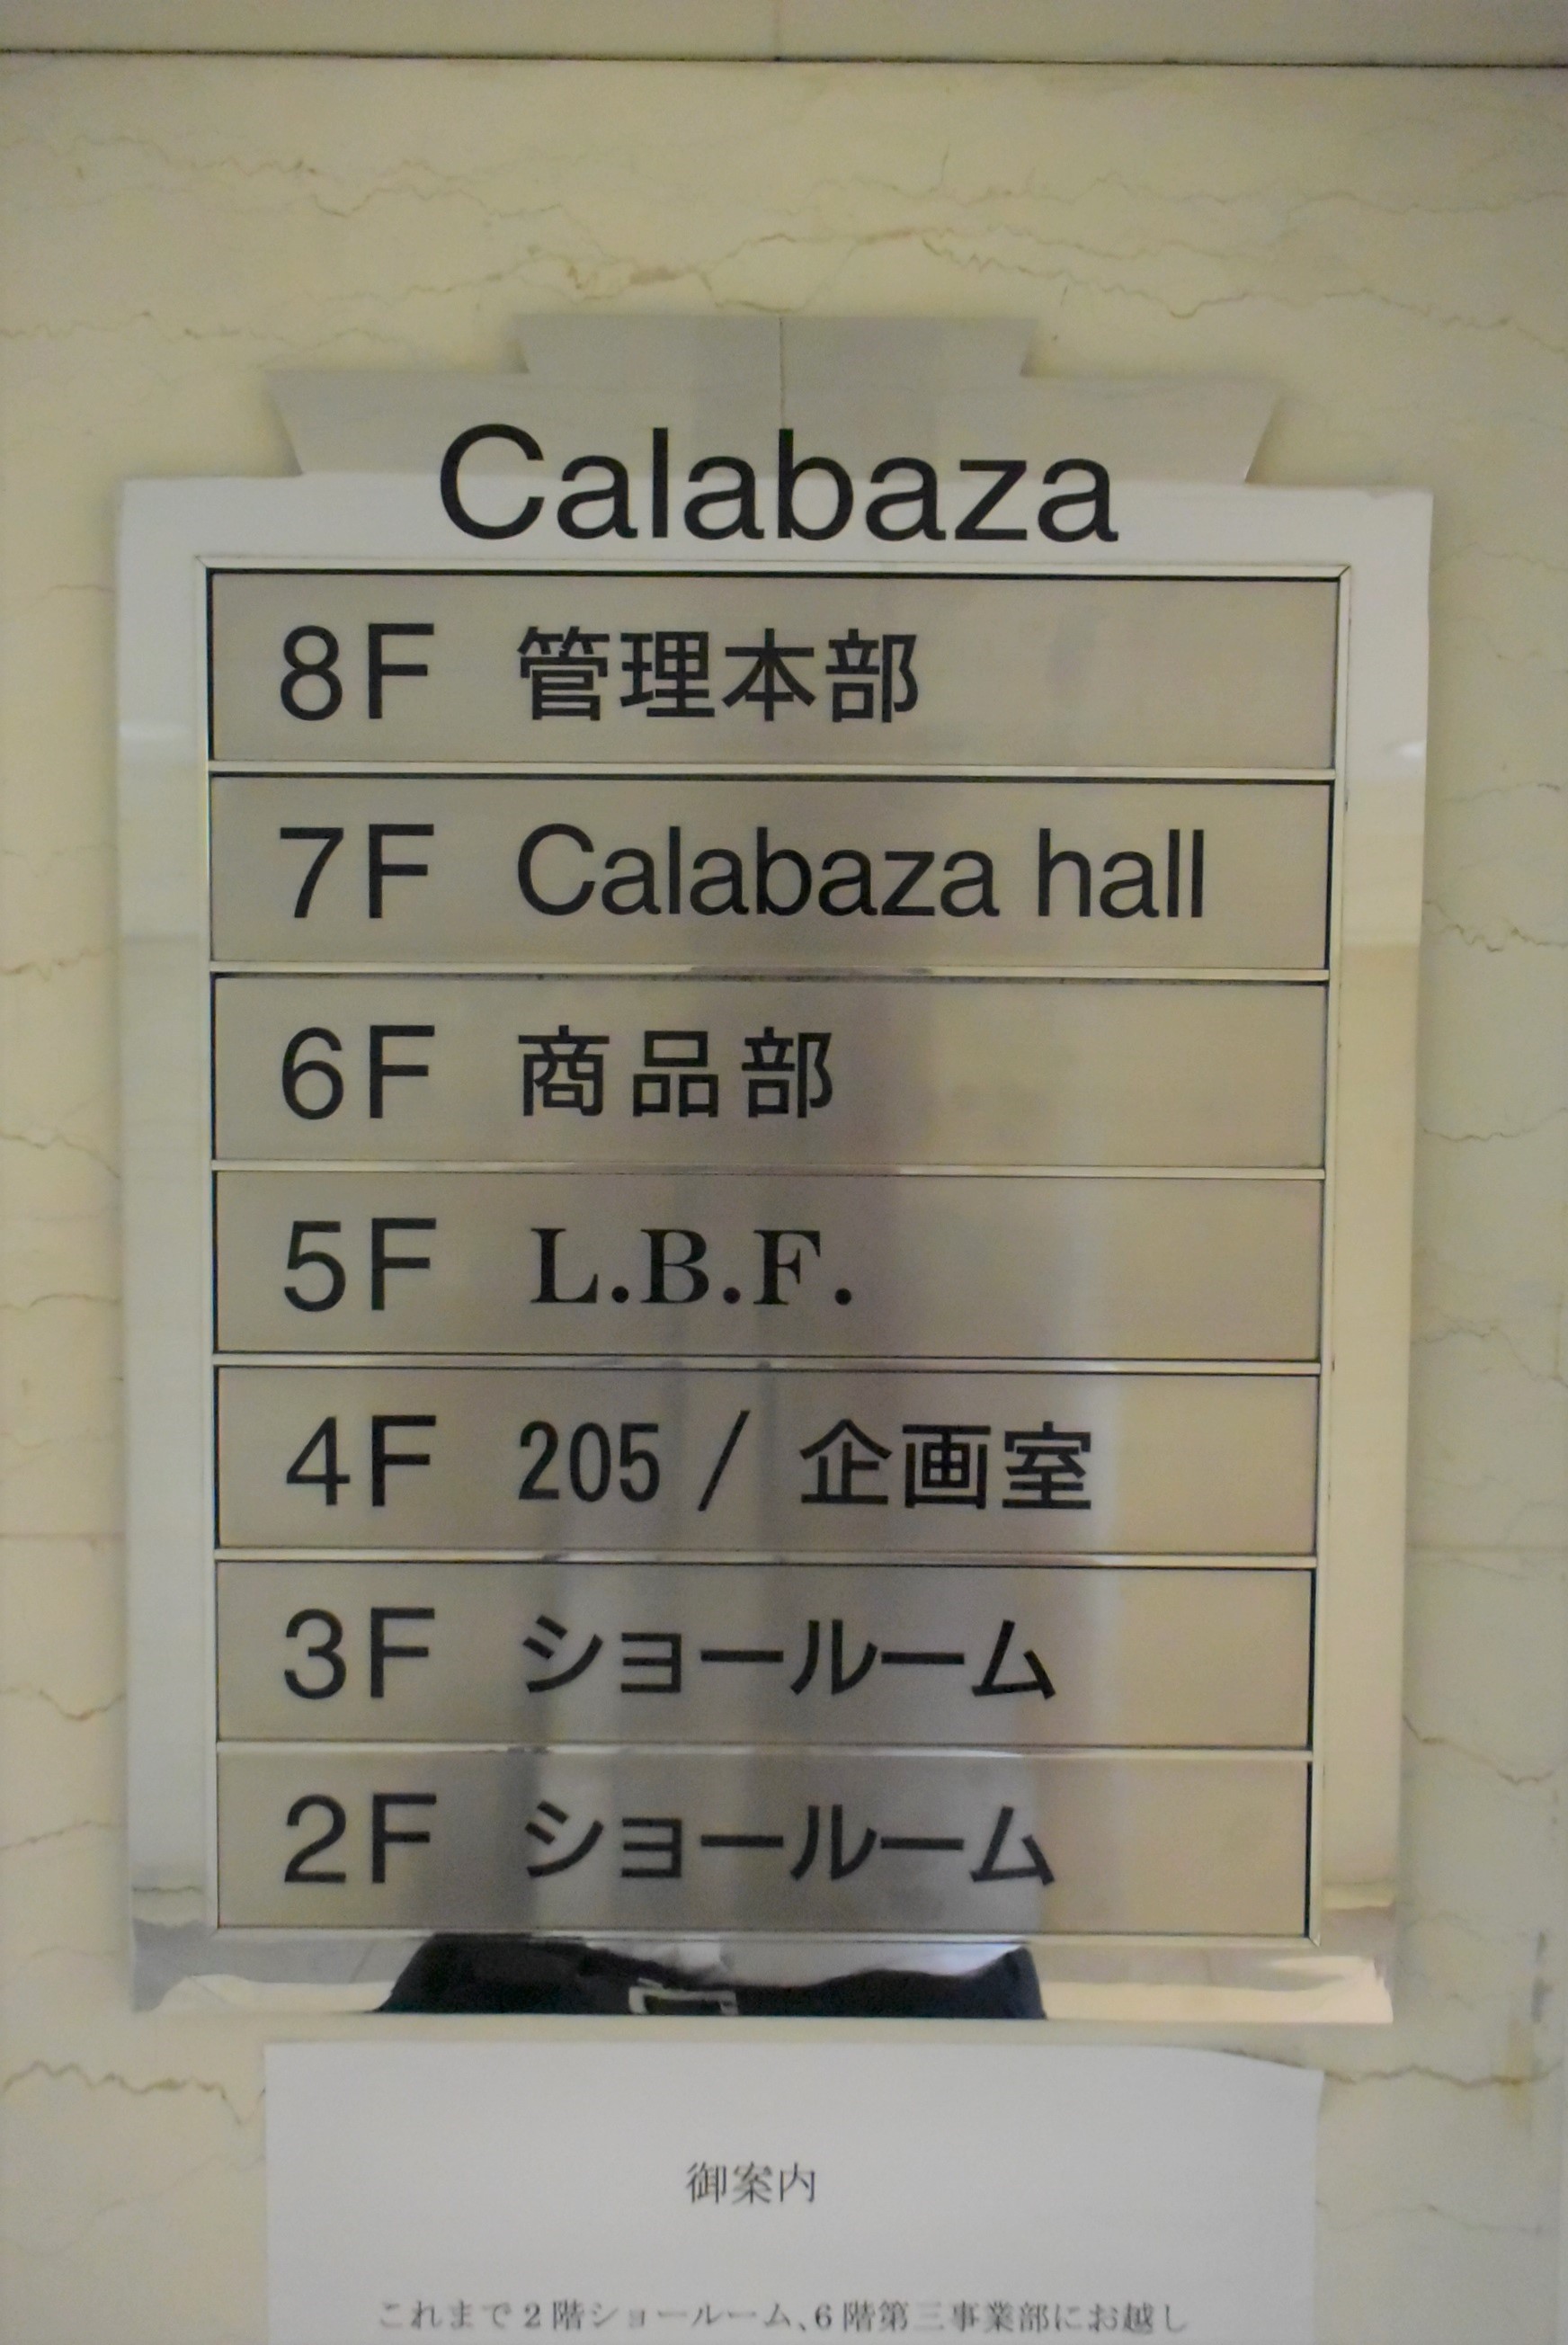 Calabaza
8F 管理本部
7F Calabaza hall
6F 商品部
5F L.B.F.
4F 205 / 企画室
3F ショールーム
2F ショールーム
御案内
これまで2階ショールーム、6階第三事業部にお越し